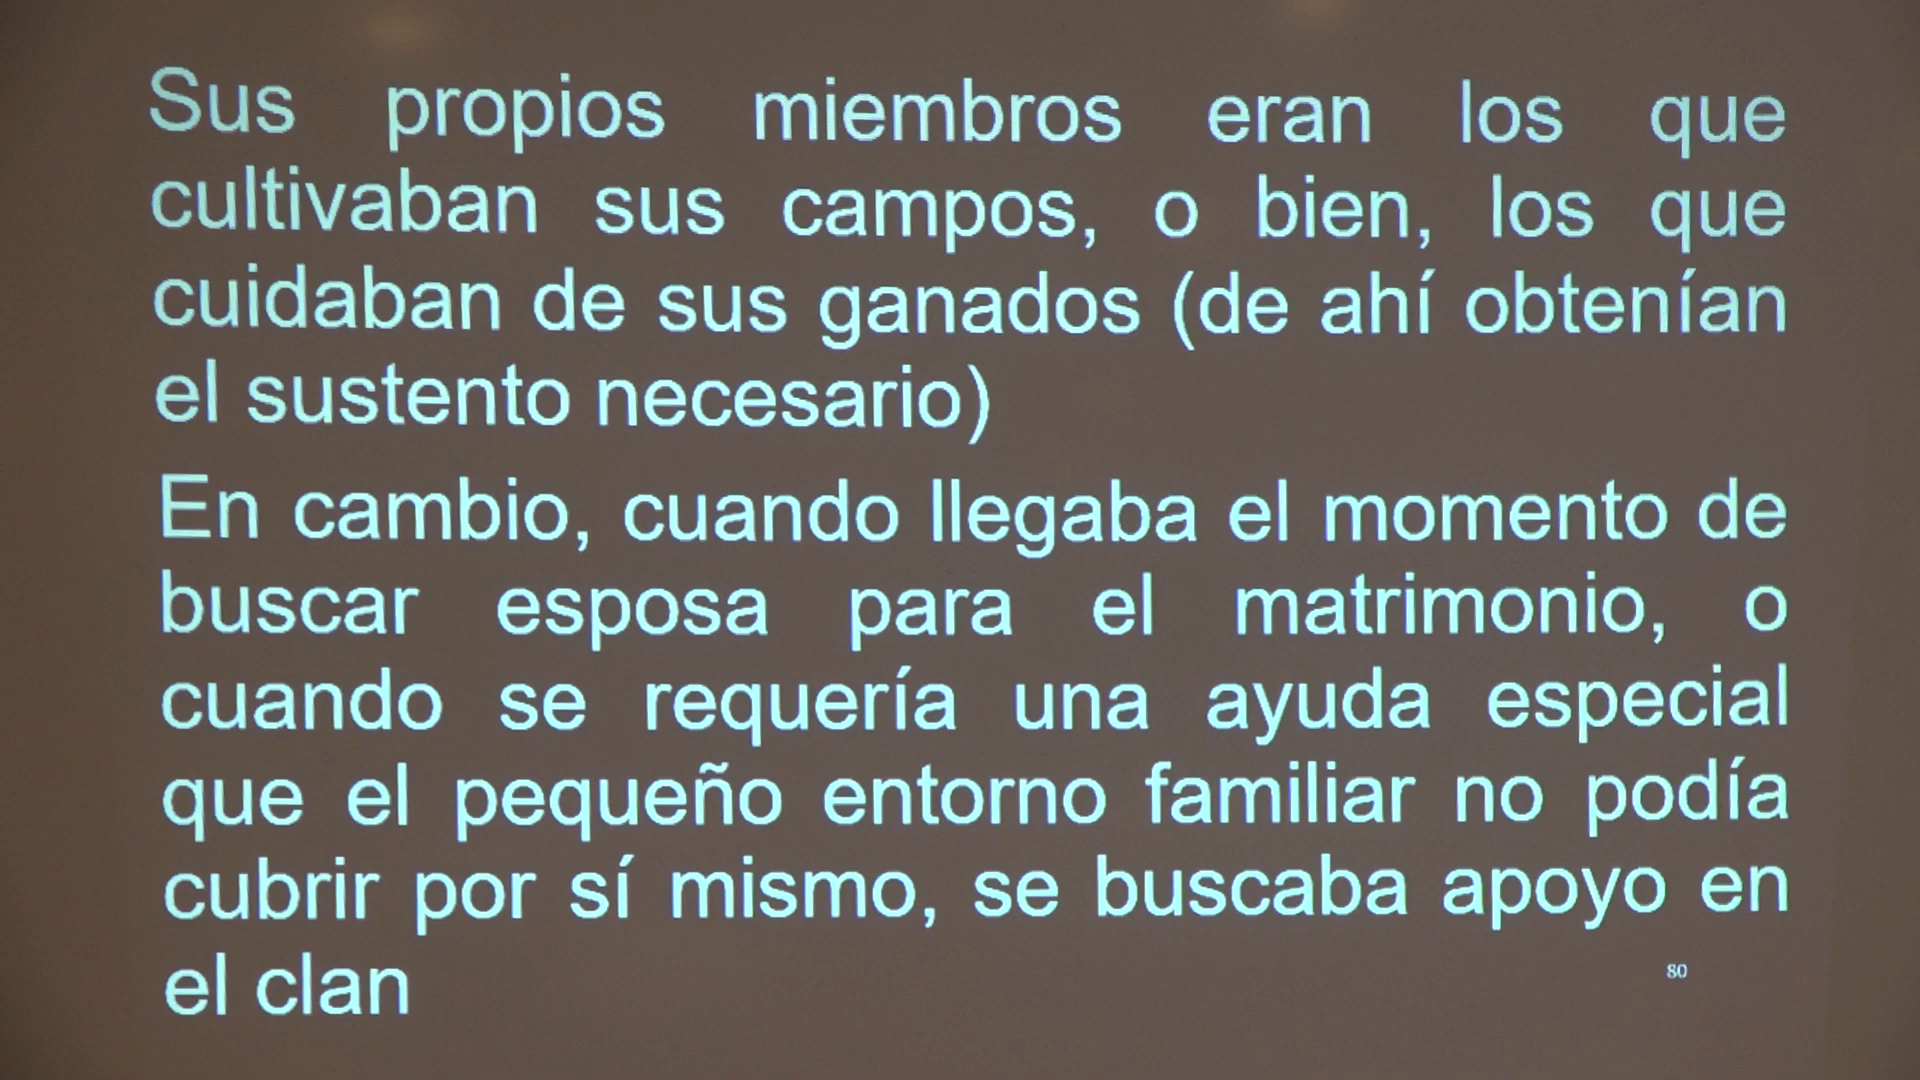 Sus propios miembros eran los que
cultivaban sus campos, o bien, los que
cuidaban de sus ganados (de ahí obtenían
el sustento necesario)
En cambio, cuando llegaba el momento de
buscar esposa para el matrimonio, o
cuando se requería una ayuda especial
que el pequeño entorno familiar no podía
cubrir por sí mismo, se buscaba apoyo en
el clan
80